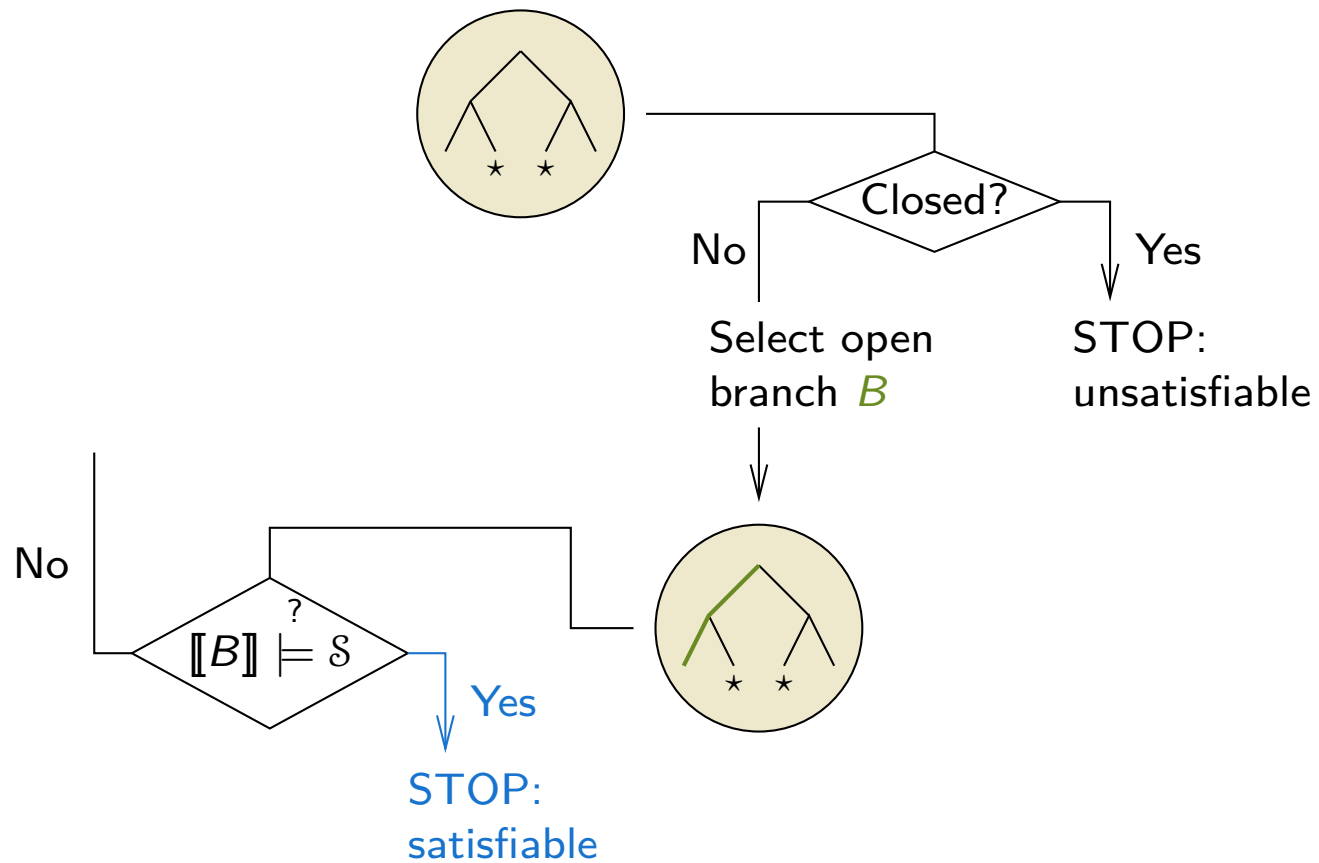 ⋆ ⋆
Closed?
No
Yes
Select open
branch B
STOP:
unsatisfiable
No
?
⟦B⟧ ⊨ 𝒮
⋆ ⋆
Yes
STOP:
satisfiable